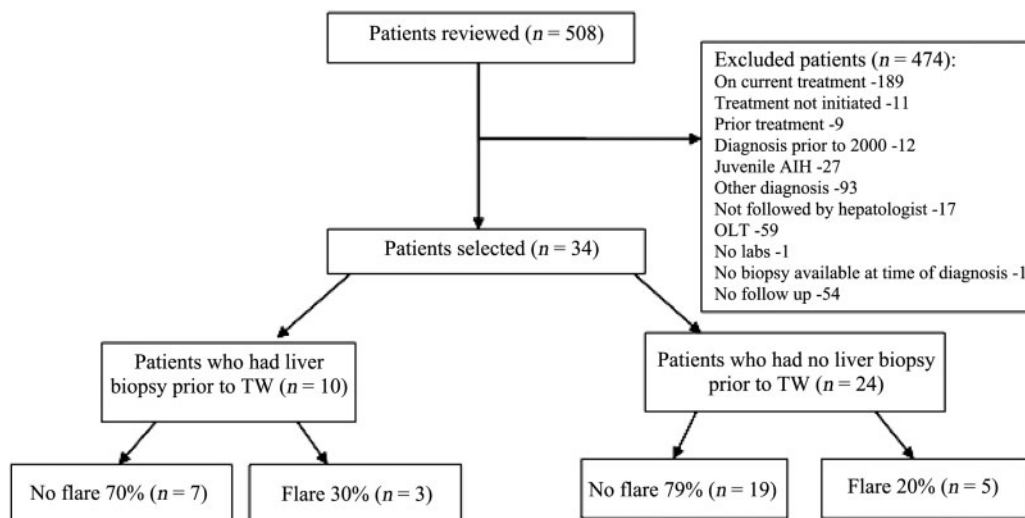 Patients reviewed (n = 508)
Excluded patients (n = 474):
On current treatment -189
Treatment not initiated -11
Prior treatment -9
Diagnosis prior to 2000 -12
Juvenile AIH -27
Other diagnosis -93
Not followed by hepatologist -17
OLT -59
No labs -1
No biopsy available at time of diagnosis -1
No follow up -54
Patients selected (n = 34)
Patients who had liver
biopsy prior to TW (n = 10)
Patients who had no liver biopsy
prior to TW (n = 24)
No flare 70% (n = 7)
Flare 30% (n = 3)
No flare 79% (n = 19)
Flare 20% (n = 5)